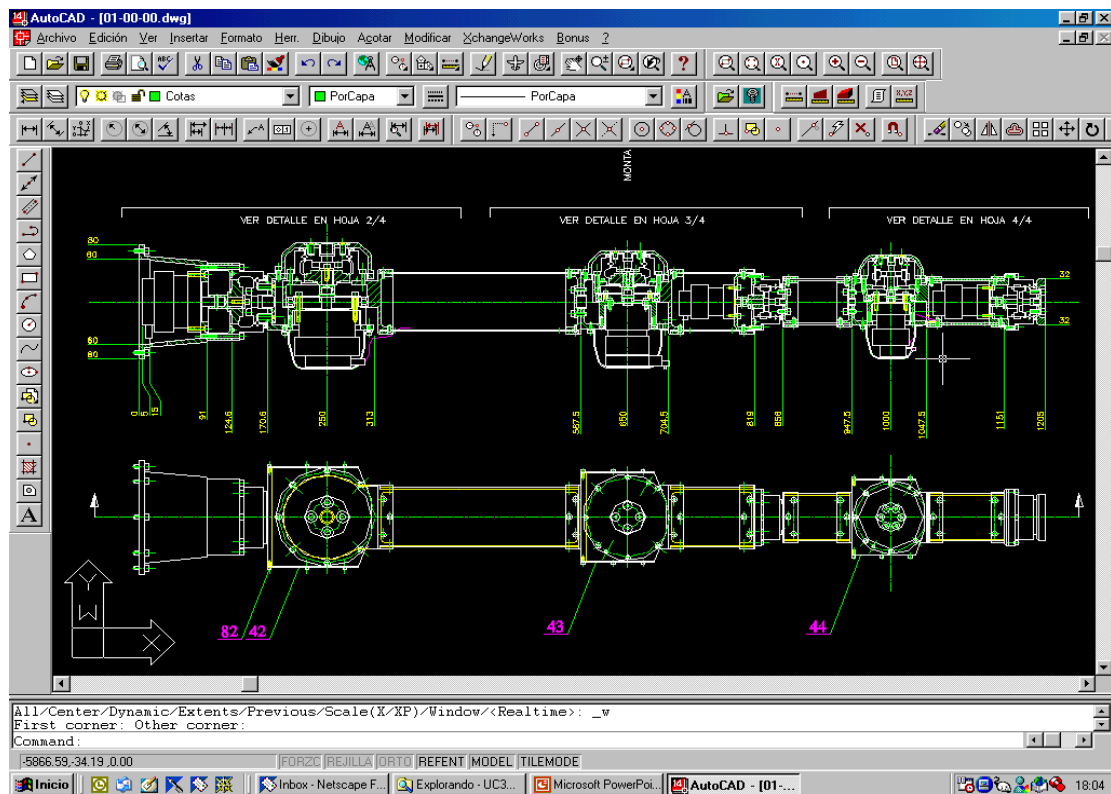 AutoCAD - [01-00-00.dwg]
Archivo Edición Ver Insertar Formato Herr. Dibujo Acotar Modificar XchangeWorks Bonus ?
Cotas PorCapa PorCapa
MONTA
VER DETALLE EN HOJA 2/4 VER DETALLE EN HOJA 3/4 VER DETALLE EN HOJA 4/4
80
60
32
32
60
80
0 5 15 91 124.6 170.6 250 313 587.5 650 704.5 819 856 947.5 1000 1047.5 1151 1205
82 42 43 44
Y
W
X
All/Center/Dynamic/Extents/Previous/Scale(X/XP)/Window/<Realtime>: _w
First corner: Other corner:
Command:
-5866.59,-34.19 ,0.00 FORZC REJILLA ORTO REFENT MODEL TILEMODE
Inicio Inbox - Netscape F... Explorando - UC3... Microsoft PowerPoi... AutoCAD - [01-... 18:04